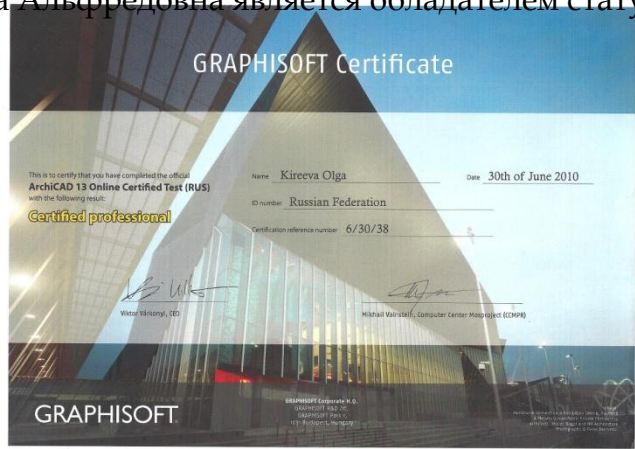 Альфредовна является обладателем
GRAPHISOFT Certificate
This is to certify that you have completed the official
ArchiCAD 13 Online Certified Test (RUS)
with the following result:
Certified professional
Name Kireeva Olga
Date 30th of June 2010
ID number Russian Federation
Certification reference number 6/30/38
Viktor Várkonyi, CEO
Mikhail Vainstein, Computer Center Mosproject (CCMPR)
GRAPHISOFT
GRAPHISOFT Corporate H.Q.
GRAPHISOFT R&D Zrt.
GRAPHISOFT Park 1.
Budapest, Hungary